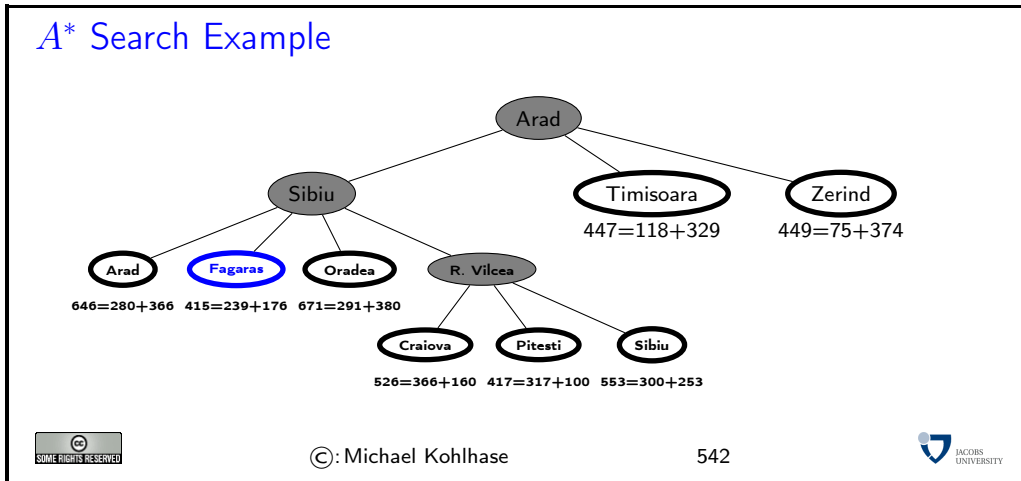 A* Search Example
Arad
Sibiu
Timisoara
Zerind
447=118+329
449=75+374
Arad
Fagaras
Oradea
R. Vilcea
646=280+366
415=239+176
671=291+380
Craiova
Pitesti
Sibiu
526=366+160
417=317+100
553=300+253
cc
SOME RIGHTS RESERVED
©: Michael Kohlhase
542
JACOBS
UNIVERSITY